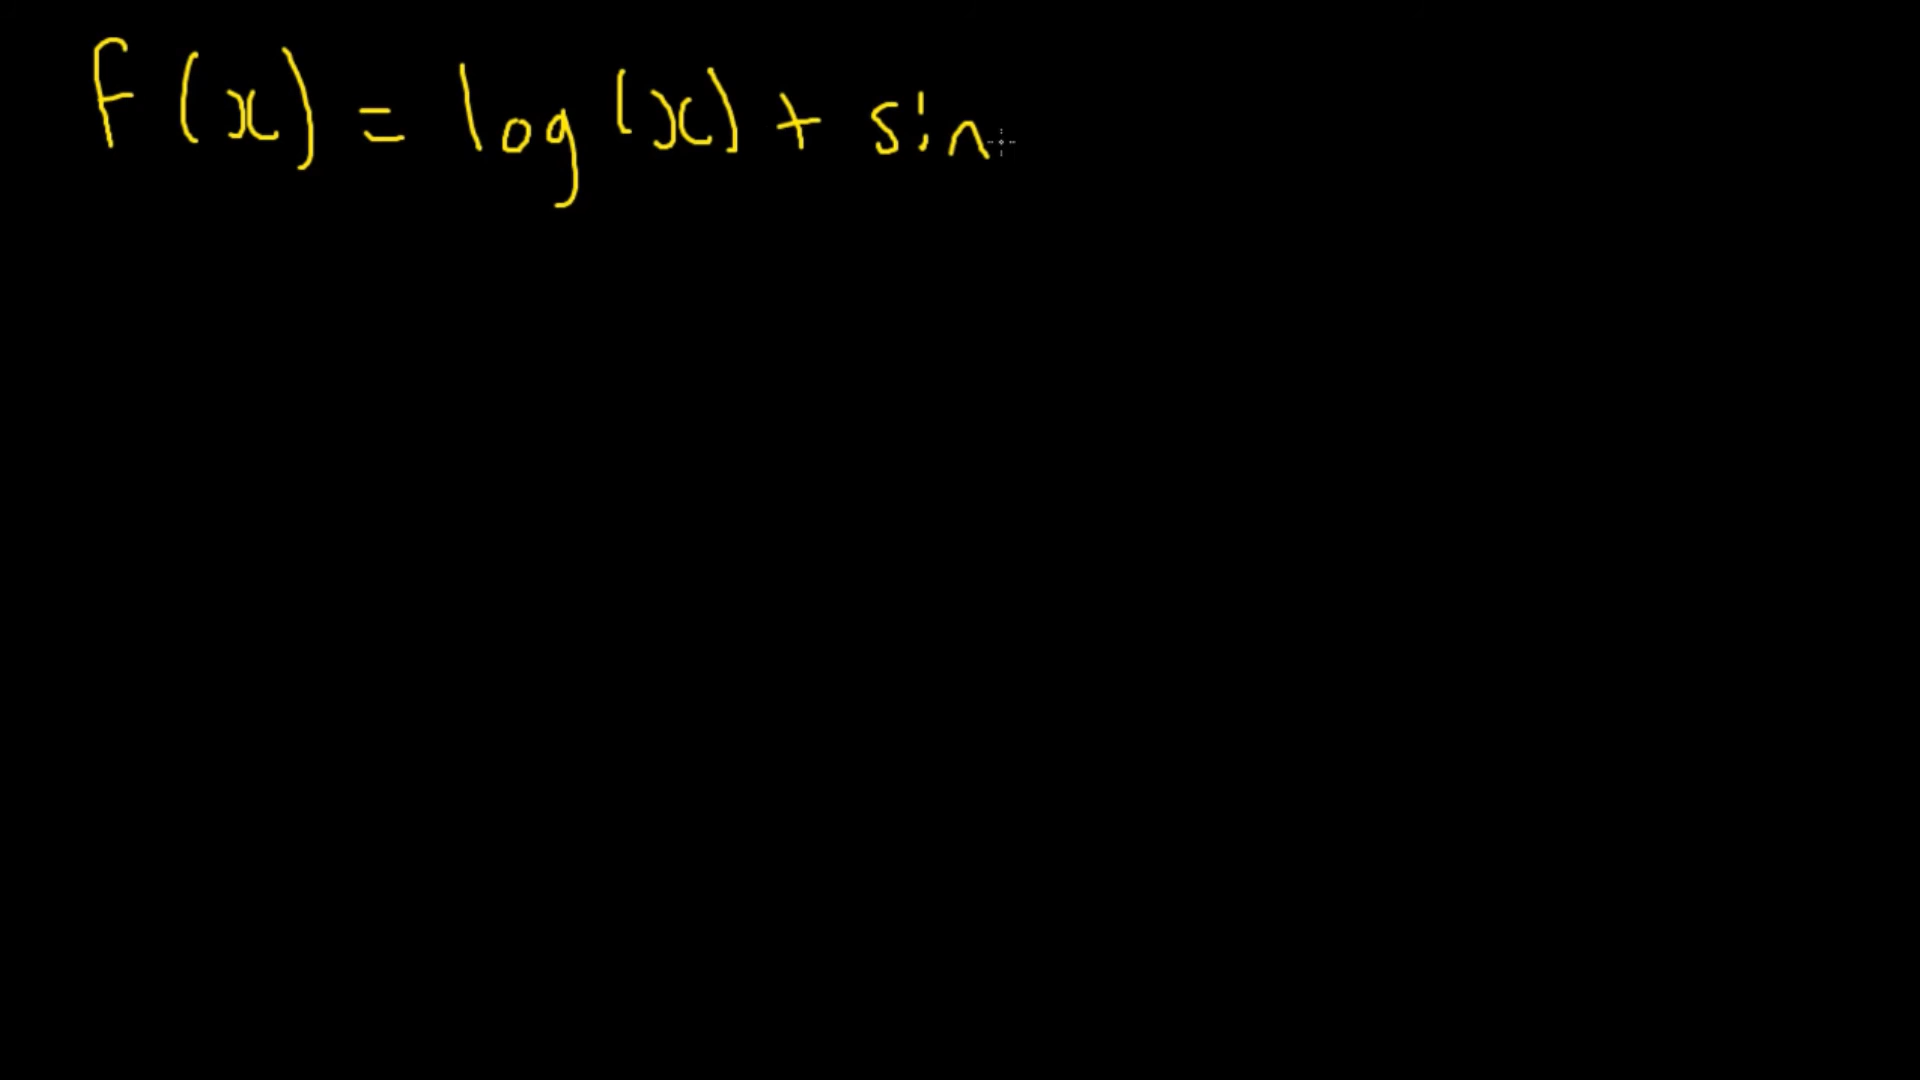 f(x) = log(x) + sin